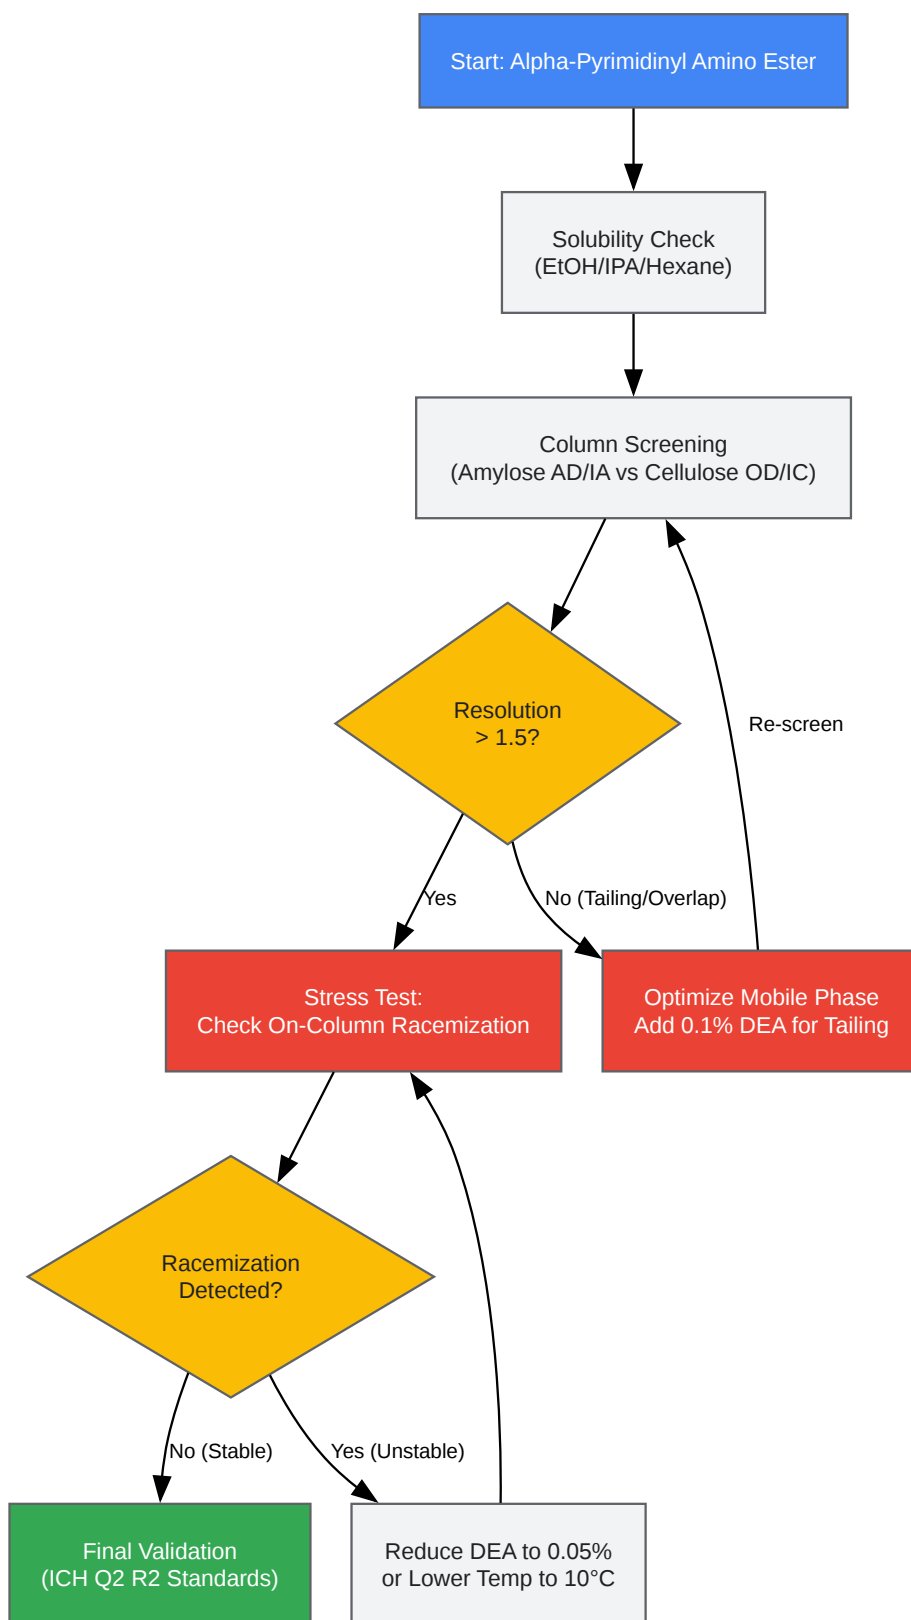 Start: Alpha-Pyrimidinyl Amino Ester
Solubility Check
(EtOH/IPA/Hexane)
Column Screening
(Amylose AD/IA vs Cellulose OD/IC)
Resolution
> 1.5?
Re-screen
Yes
No (Tailing/Overlap)
Stress Test:
Check On-Column Racemization
Optimize Mobile Phase
Add 0.1% DEA for Tailing
Racemization
Detected?
No (Stable)
Yes (Unstable)
Final Validation
(ICH Q2 R2 Standards)
Reduce DEA to 0.05%
or Lower Temp to 10°C